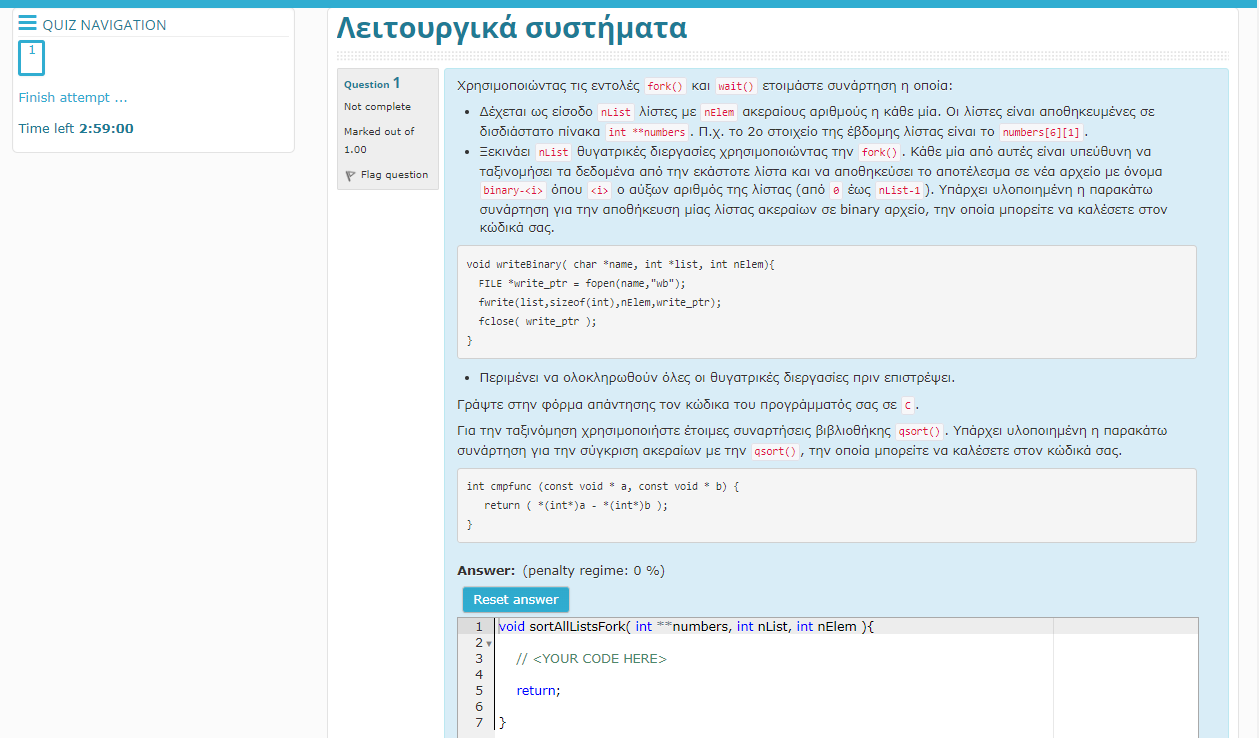 QUIZ NAVIGATION
1
Finish attempt ...
Time left 2:59:00
Λειτουργικά συστήματα
Question 1
Not complete
Marked out of
1.00
Flag question
Χρησιμοποιώντας τις εντολές fork() και wait() ετοιμάστε συνάρτηση η οποία:
• Δέχεται ως είσοδο nList λίστες με nElem ακεραίους αριθμούς η κάθε μία. Οι λίστες είναι αποθηκευμένες σε
δισδιάστατο πίνακα int **numbers. Π.χ. το 2ο στοιχείο της έβδομης λίστας είναι το numbers[6][1].
• Ξεκινάει nList θυγατρικές διεργασίες χρησιμοποιώντας την fork(). Κάθε μία από αυτές είναι υπεύθυνη να
ταξινομήσει τα δεδομένα από την εκάστοτε λίστα και να αποθηκεύσει το αποτέλεσμα σε νέα αρχείο με όνομα
binary-<i> όπου <i> ο αύξων αριθμός της λίστας (από 0 έως nList-1). Υπάρχει υλοποιημένη η παρακάτω
συνάρτηση για την αποθήκευση μίας λίστας ακεραίων σε binary αρχείο, την οποία μπορείτε να καλέσετε στον
κώδικά σας.
void writeBinary( char *name, int *list, int nElem){
FILE *write_ptr = fopen(name,"wb");
fwrite(list,sizeof(int),nElem,write_ptr);
fclose( write_ptr );
}
• Περιμένει να ολοκληρωθούν όλες οι θυγατρικές διεργασίες πριν επιστρέψει.
Γράψτε στην φόρμα απάντησης τον κώδικα του προγράμματός σας σε C.
Για την ταξινόμηση χρησιμοποιήστε έτοιμες συναρτήσεις βιβλιοθήκης qsort(). Υπάρχει υλοποιημένη η παρακάτω
συνάρτηση για την σύγκριση ακεραίων με την qsort(), την οποία μπορείτε να καλέσετε στον κώδικά σας.
int cmpfunc (const void * a, const void * b) {
return ( *(int*)a - *(int*)b );
}
Answer: (penalty regime: 0 %)
Reset answer
1 void sortAllListsFork( int **numbers, int nList, int nElem ){
2
3 // <YOUR CODE HERE>
4
5 return;
6
7 }